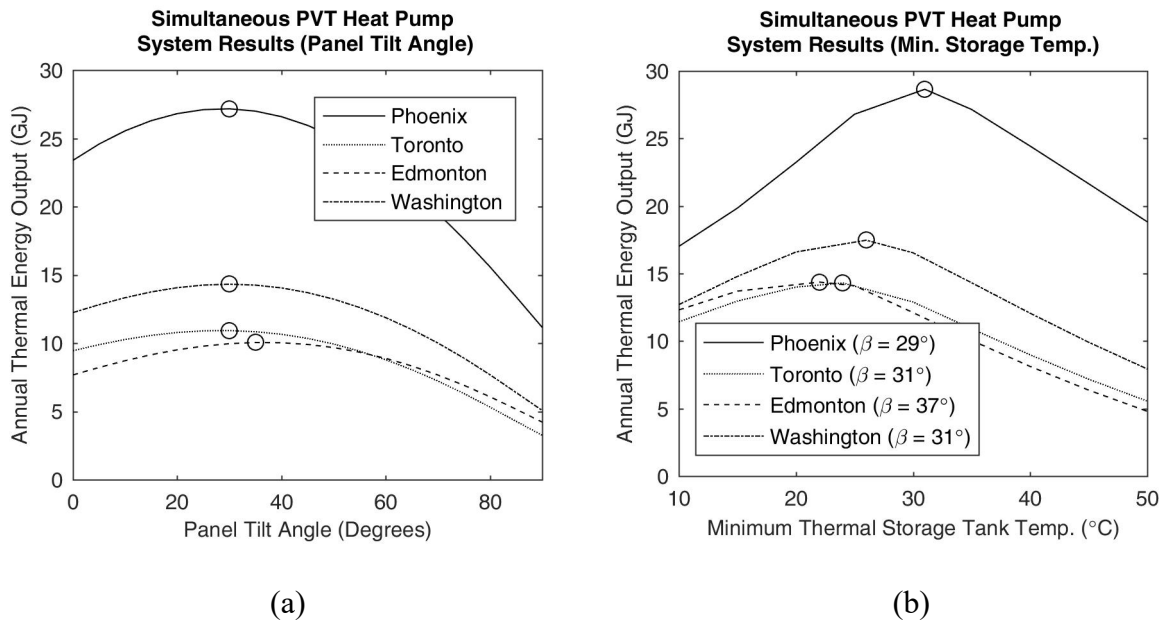 Simultaneous PVT Heat Pump
System Results (Panel Tilt Angle)
Annual Thermal Energy Output (GJ)
30
25
20
15
10
5
0
Phoenix
Toronto
Edmonton
Washington
0
20
40
60
80
Panel Tilt Angle (Degrees)
(a)
Simultaneous PVT Heat Pump
System Results (Min. Storage Temp.)
Annual Thermal Energy Output (GJ)
30
25
20
15
10
5
0
Phoenix (β = 29°)
Toronto (β = 31°)
Edmonton (β = 37°)
Washington (β = 31°)
10
20
30
40
50
Minimum Thermal Storage Tank Temp. (°C)
(b)